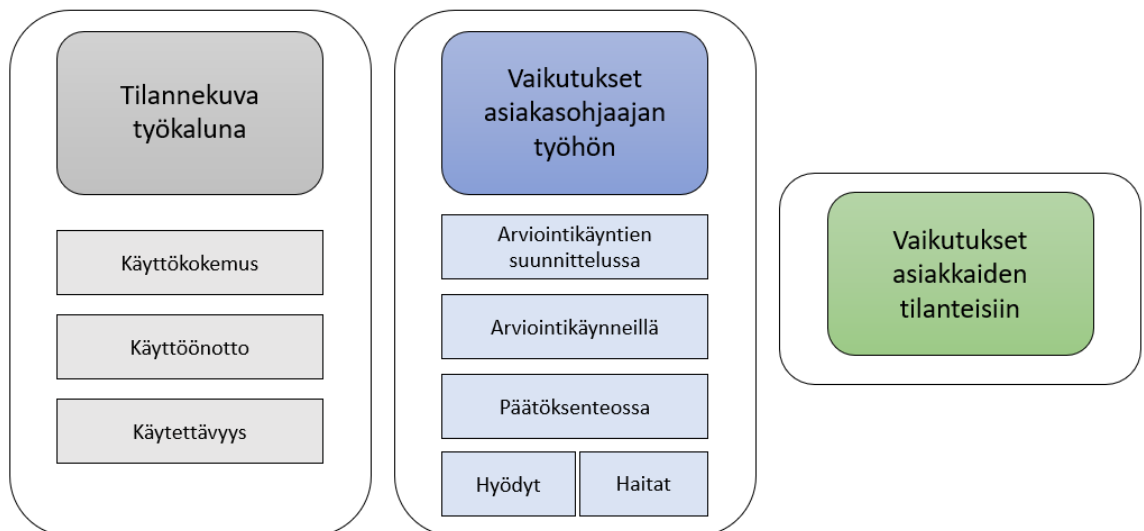 Tilannekuva
työkaluna
Käyttökokemus
Käyttöönotto
Käytettävyys
Vaikutukset
asiakasohjaajan
työhön
Arviointikäyntien
suunnittelussa
Arviointikäynneillä
Päätöksenteossa
Hyödyt
Haitat
Vaikutukset
asiakkaiden
tilanteisiin